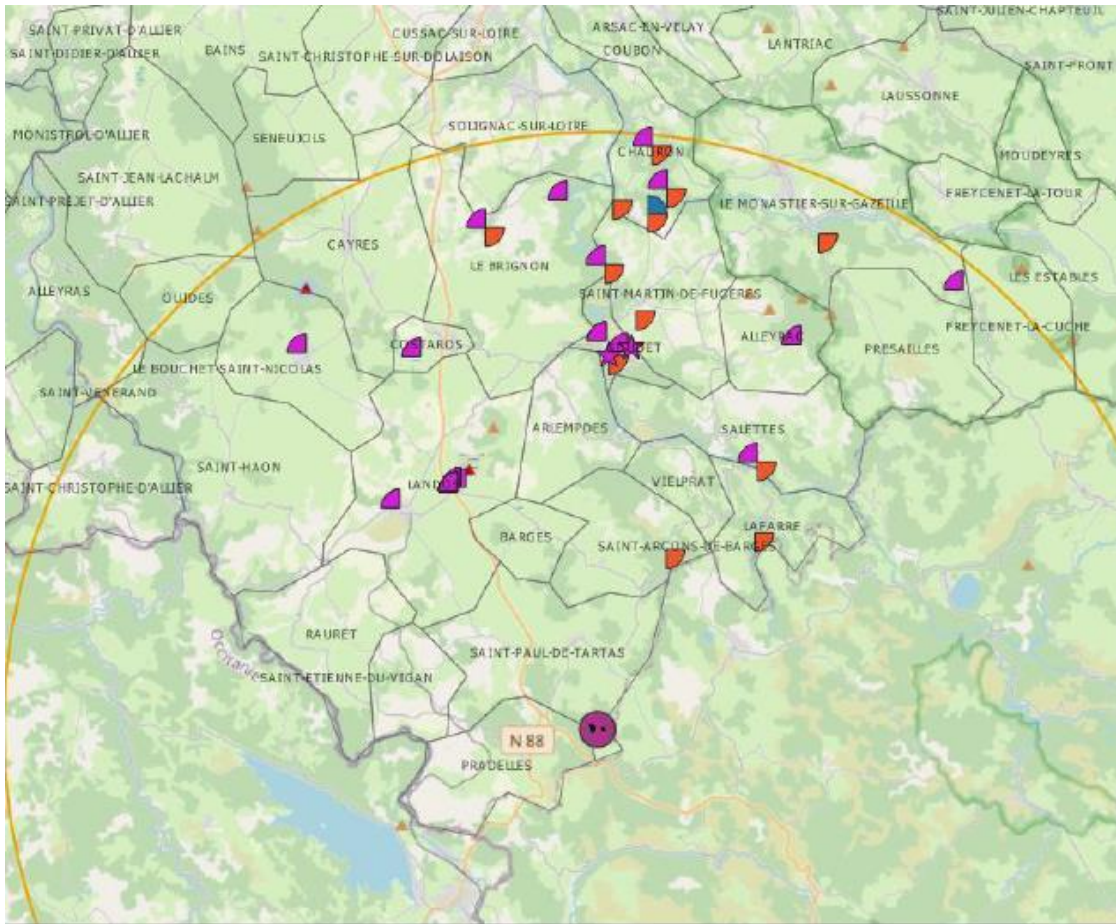 SAINT-JULIEN-CHAPTEUIL
SAINT-PRIVAT-D'ALLIER
ARSAC-EN-VELAY
CUSSAC-SUR-LOIRE
LANTRIAC
BAINS
COUBON
SAINT-DIDIER-D'ALLIER
SAINT-CHRISTOPHE-SUR-DOLAISON
SAINT-FRONT
LAUSSONNE
SOLIGNAC-SUR-LOIRE
MONISTROL-D'ALLIER
SENEUJOLS
CHADRON
MOUDEYRES
SAINT-JEAN-LACHALM
FREYCENET-LA-TOUR
SAINT-PREJET-D'ALLIER
LE MONASTIER-SUR-GAZEILLE
CAYRES
LE BRIGNON
LES ESTABLES
ALLEYRAS
OUIDES
SAINT-MARTIN-DE-FUGERES
FREYCENET-LA-CUCHE
ALLEYRAC
COSTAROS
PRESAILLES
LE BOUCHET-SAINT-NICOLAS
SAINT-VENERAND
ARLEMPDES
SALETTES
SAINT-HAON
VIELPRAT
SAINT-CHRISTOPHE-D'ALLIER
LAFARRE
BARGES
SAINT-ARCONS-DE-BARGES
RAURET
Occitanie
SAINT-PAUL-DE-TARTAS
SAINT-ETIENNE-DU-VIGAN
N 88
PRADELLES